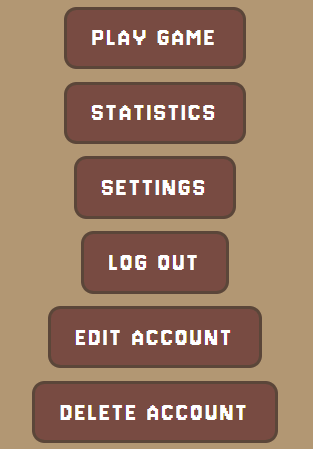 PLAY GAME
STATISTICS
SETTINGS
LOG OUT
EDIT ACCOUNT
DELETE ACCOUNT